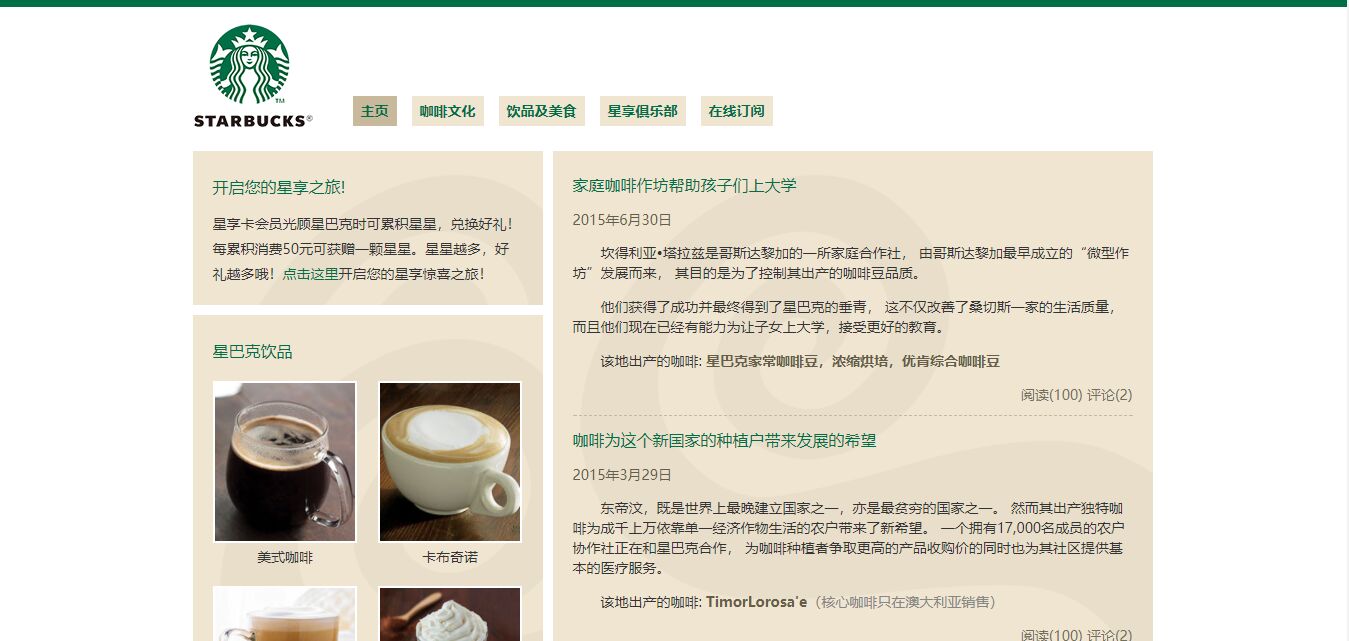 TM
STARBUCKS®
主页 咖啡文化 饮品及美食 星享俱乐部 在线订阅
开启您的星享之旅!
星享卡会员光顾星巴克时可累积星星，兑换好礼！
每累积消费50元可获赠一颗星星。星星越多，好
礼越多哦！点击这里开启您的星享惊喜之旅！
星巴克饮品
美式咖啡 卡布奇诺
家庭咖啡作坊帮助孩子们上大学
2015年6月30日
坎得利亚•塔拉兹是哥斯达黎加的一所家庭合作社， 由哥斯达黎加最早成立的“微型作
坊”发展而来， 其目的是为了控制其出产的咖啡豆品质。
他们获得了成功并最终得到了星巴克的垂青， 这不仅改善了桑切斯一家的生活质量，
而且他们现在已经有能力为让子女上大学，接受更好的教育。
该地出产的咖啡: 星巴克家常咖啡豆，浓缩烘培，优肯综合咖啡豆
阅读(100) 评论(2)
咖啡为这个新国家的种植户带来发展的希望
2015年3月29日
东帝汶，既是世界上最晚建立国家之一，亦是最贫穷的国家之一。 然而其出产独特咖
啡为成千上万依靠单一经济作物生活的农户带来了新希望。 一个拥有17,000名成员的农户
协作社正在和星巴克合作， 为咖啡种植者争取更高的产品收购价的同时也为其社区提供基
本的医疗服务。
该地出产的咖啡: TimorLorosa'e（核心咖啡只在澳大利亚销售）
阅读(100) 评论(2)